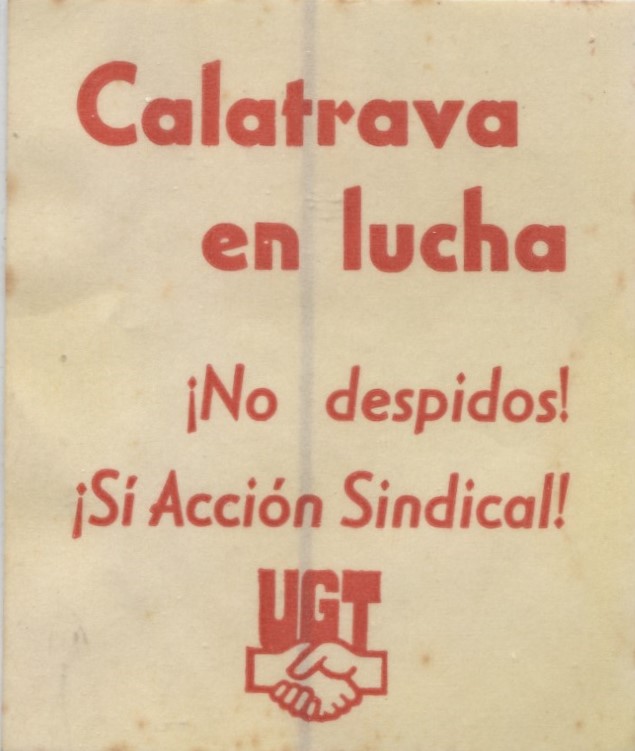 Calatrava
en lucha
¡No despidos!
¡Sí Acción Sindical!
UGT